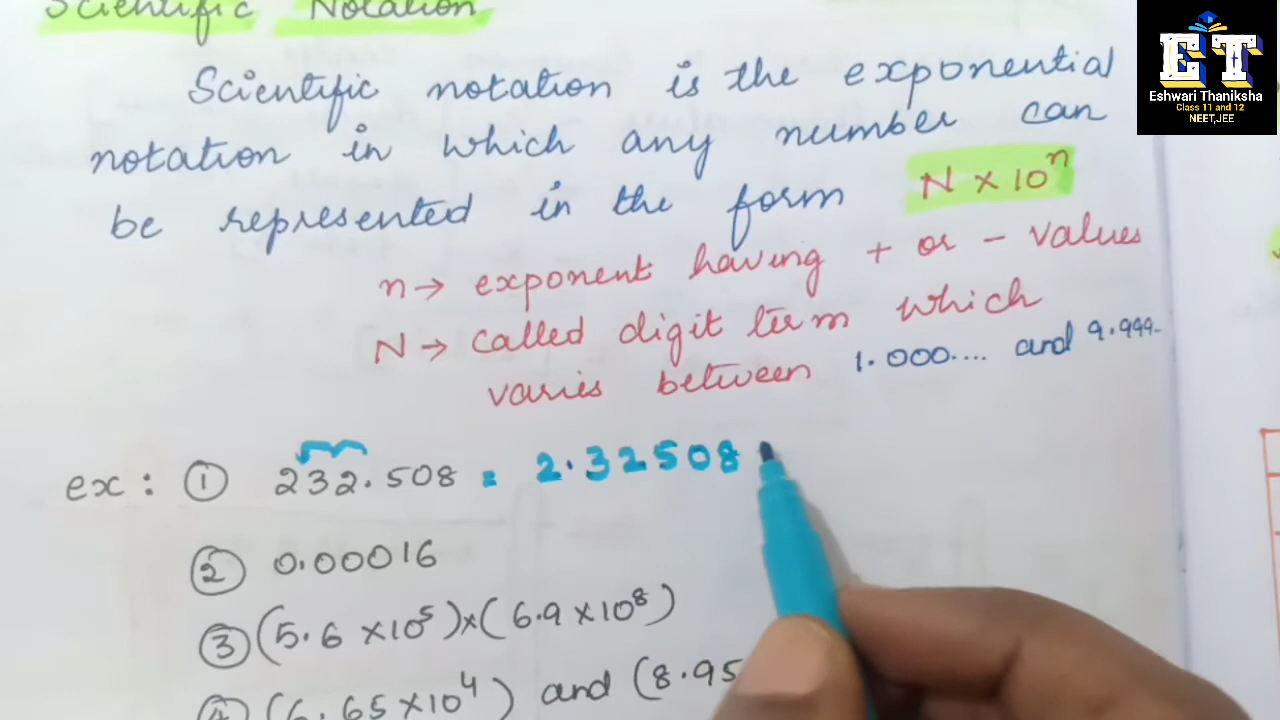 Scientific Notation
Scientific notation is the exponential
notation in which any number can
be represented in the form N × 10ⁿ
n → exponent having + or - values
N → called digit term which
varies between 1.000.... and 9.999-
ex: ① 232.508 = 2.32508
② 0.00016
③ (5.6 ×10⁵)×(6.9 ×10⁸)
④ (6.65 ×10⁴) and (8.95
ET
Eshwari Thaniksha
Class 11 and 12
NEET,JEE